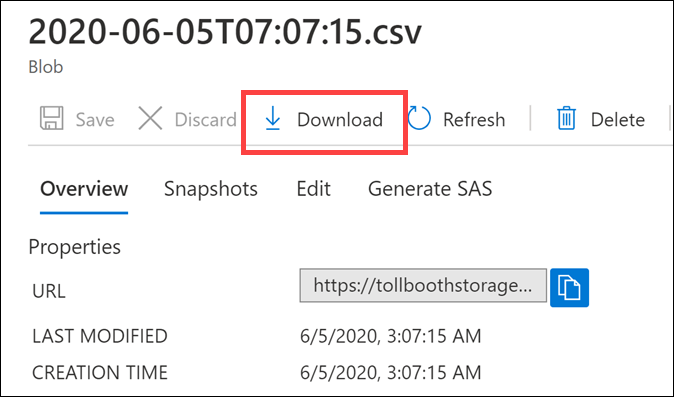 2020-06-05T07:07:15.csv
Blob
Save Discard Download Refresh Delete
Overview Snapshots Edit Generate SAS
Properties
URL https://tollboothstorage...
LAST MODIFIED 6/5/2020, 3:07:15 AM
CREATION TIME 6/5/2020, 3:07:15 AM